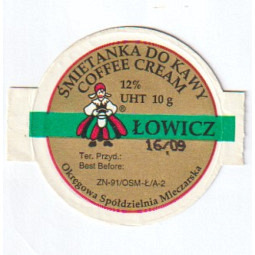 ŚMIETANKA DO KAWY
COFFEE CREAM
12%
UHT 10 g
®
ŁOWICZ
16/09
Ter. Przyd.:
Best Before:
ZN-91/OSM-Ł/A-2
Okręgowa Spółdzielnia Mleczarska